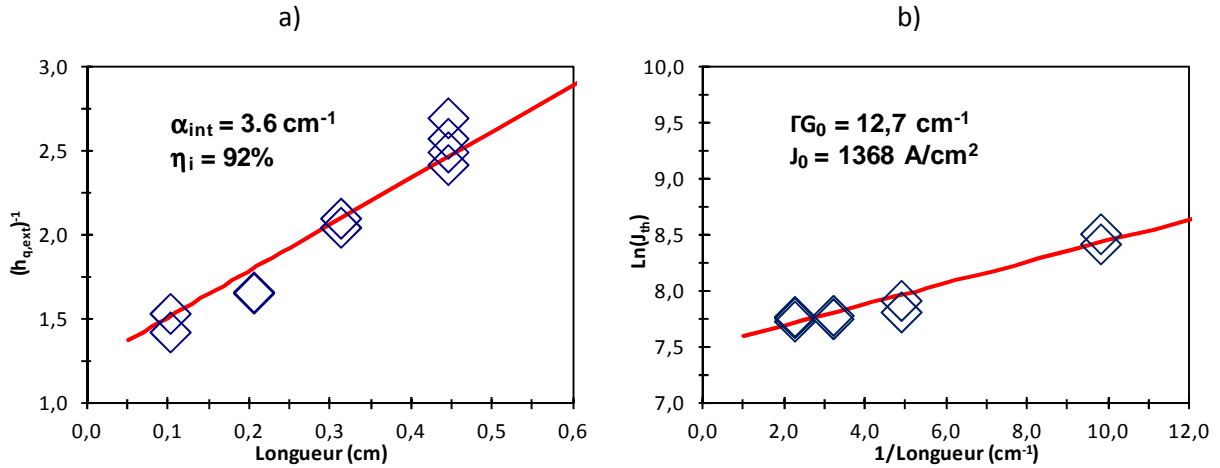 a)
(h_q,ext)^-1
3,0
2,5
2,0
1,5
1,0
α_int = 3.6 cm^-1
η_i = 92%
0,0 0,1 0,2 0,3 0,4 0,5 0,6
Longueur (cm)
b)
Ln(J_th)
10,0
9,5
9,0
8,5
8,0
7,5
7,0
ΓG_0 = 12,7 cm^-1
J_0 = 1368 A/cm^2
0,0 2,0 4,0 6,0 8,0 10,0 12,0
1/Longueur (cm^-1)